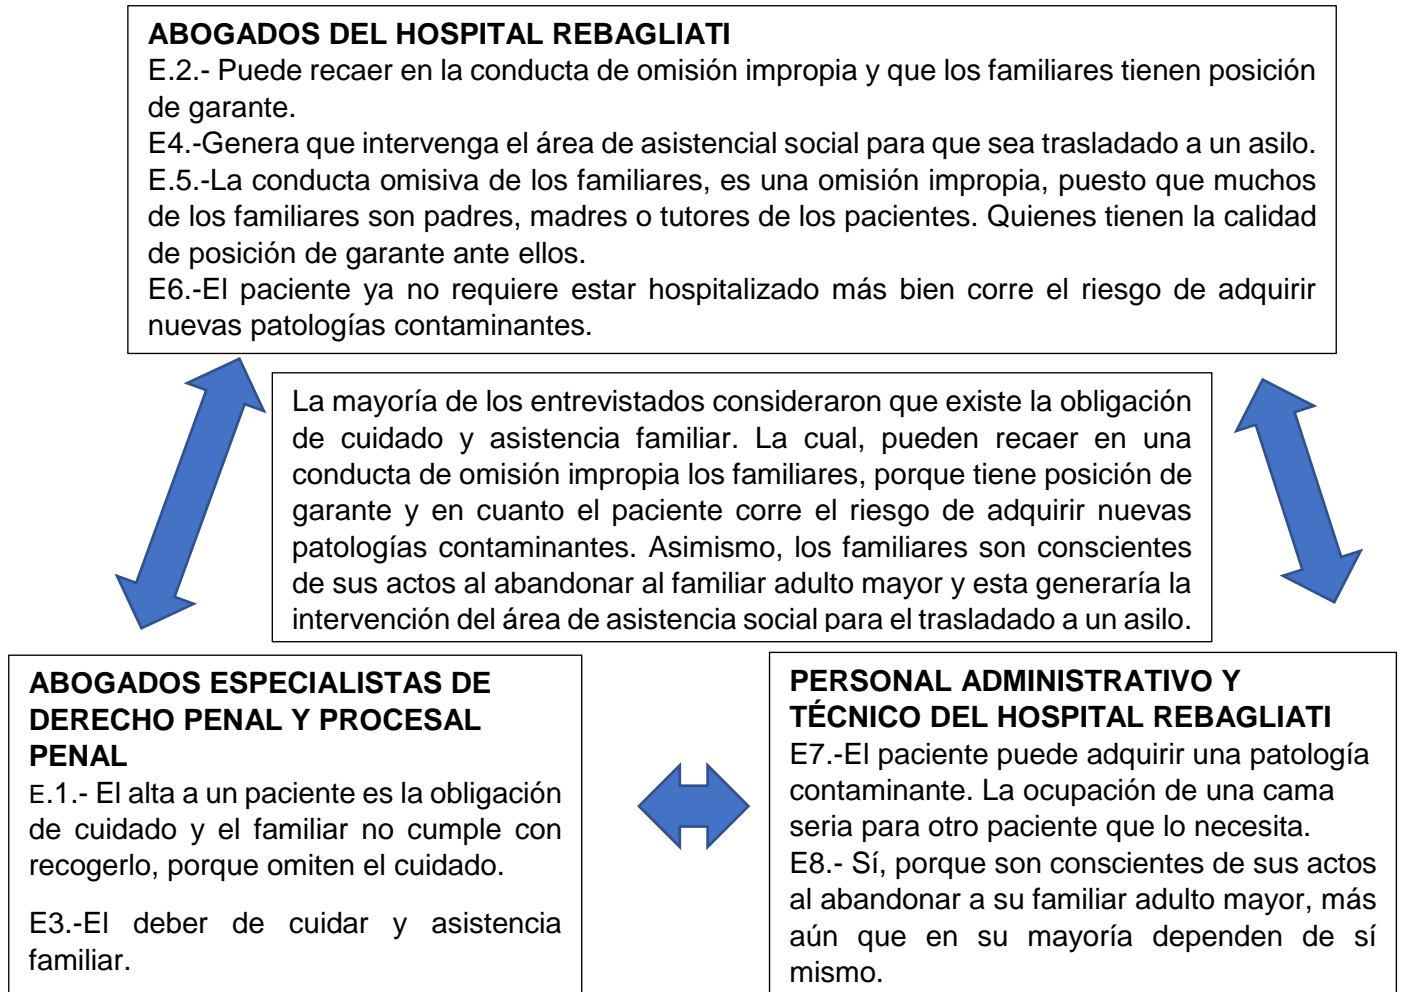 ABOGADOS DEL HOSPITAL REBAGLIATI
E.2.- Puede recaer en la conducta de omisión impropia y que los familiares tienen posición
de garante.
E4.-Genera que intervenga el área de asistencial social para que sea trasladado a un asilo.
E.5.-La conducta omisiva de los familiares, es una omisión impropia, puesto que muchos
de los familiares son padres, madres o tutores de los pacientes. Quienes tienen la calidad
de posición de garante ante ellos.
E6.-El paciente ya no requiere estar hospitalizado más bien corre el riesgo de adquirir
nuevas patologías contaminantes.
La mayoría de los entrevistados consideraron que existe la obligación
de cuidado y asistencia familiar. La cual, pueden recaer en una
conducta de omisión impropia los familiares, porque tiene posición de
garante y en cuanto el paciente corre el riesgo de adquirir nuevas
patologías contaminantes. Asimismo, los familiares son conscientes
de sus actos al abandonar al familiar adulto mayor y esta generaría la
intervención del área de asistencia social para el trasladado a un asilo.
ABOGADOS ESPECIALISTAS DE
DERECHO PENAL Y PROCESAL
PENAL
E.1.- El alta a un paciente es la obligación
de cuidado y el familiar no cumple con
recogerlo, porque omiten el cuidado.
E3.-El deber de cuidar y asistencia
familiar.
PERSONAL ADMINISTRATIVO Y
TÉCNICO DEL HOSPITAL REBAGLIATI
E7.-El paciente puede adquirir una patología
contaminante. La ocupación de una cama
seria para otro paciente que lo necesita.
E8.- Sí, porque son conscientes de sus actos
al abandonar a su familiar adulto mayor, más
aún que en su mayoría dependen de sí
mismo.